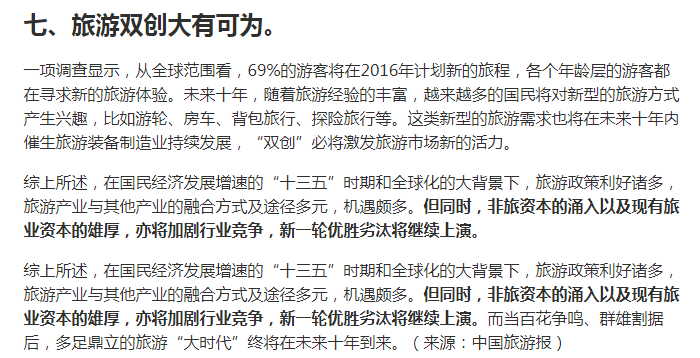 七、旅游双创大有可为。
一项调查显示，从全球范围看，69%的游客将在2016年计划新的旅程，各个年龄层的游客都
在寻求新的旅游体验。未来十年，随着旅游经验的丰富，越来越多的国民将对新型的旅游方式
产生兴趣，比如游轮、房车、背包旅行、探险旅行等。这类新型的旅游需求也将在未来十年内
催生旅游装备制造业持续发展，“双创”必将激发旅游市场新的活力。
综上所述，在国民经济发展增速的“十三五”时期和全球化的大背景下，旅游政策利好诸多，
旅游产业与其他产业的融合方式及途径多元，机遇颇多。但同时，非旅资本的涌入以及现有旅
业资本的雄厚，亦将加剧行业竞争，新一轮优胜劣汰将继续上演。
综上所述，在国民经济发展增速的“十三五”时期和全球化的大背景下，旅游政策利好诸多，
旅游产业与其他产业的融合方式及途径多元，机遇颇多。但同时，非旅资本的涌入以及现有旅
业资本的雄厚，亦将加剧行业竞争，新一轮优胜劣汰将继续上演。而当百花争鸣、群雄割据
后，多足鼎立的旅游“大时代”终将在未来十年到来。（来源：中国旅游报）